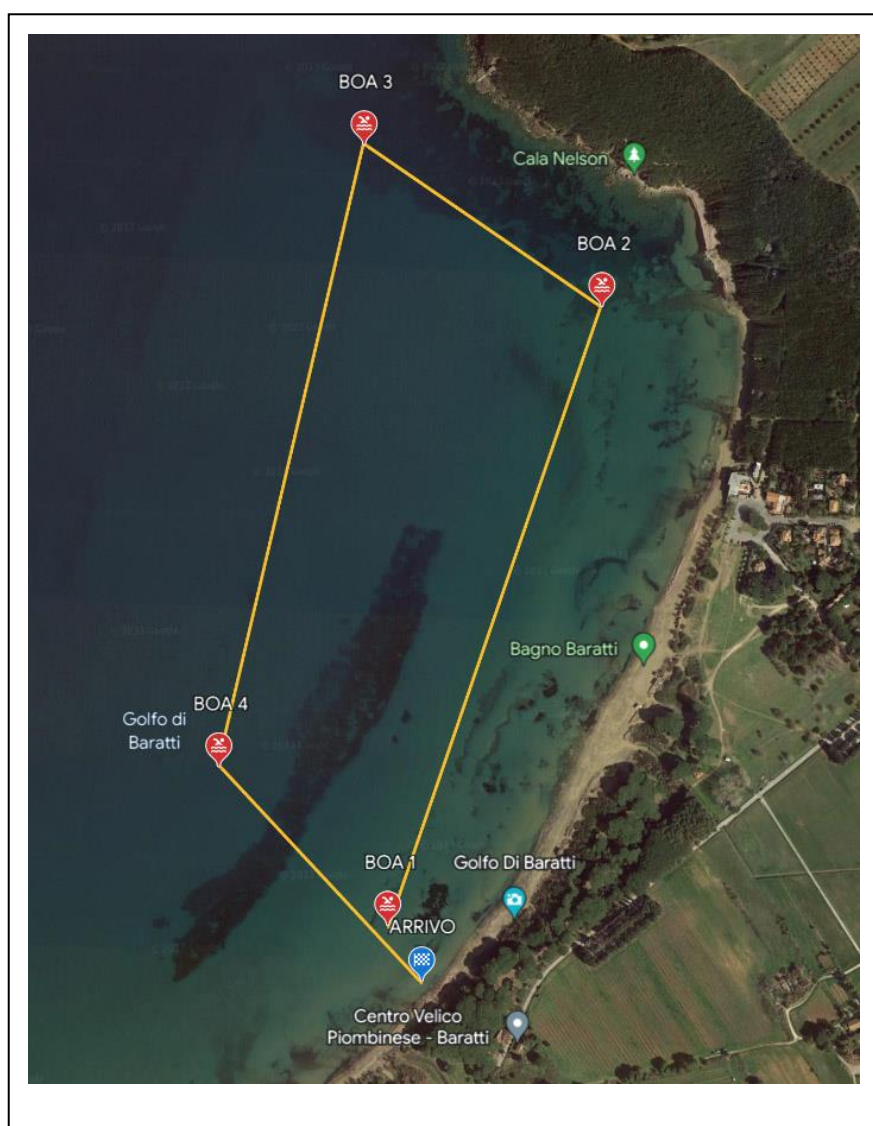 BOA 3
Cala Nelson
BOA 2
Bagno Baratti
BOA 4
Golfo di
Baratti
BOA 1
Golfo Di Baratti
ARRIVO
Centro Velico
Piombinese - Baratti